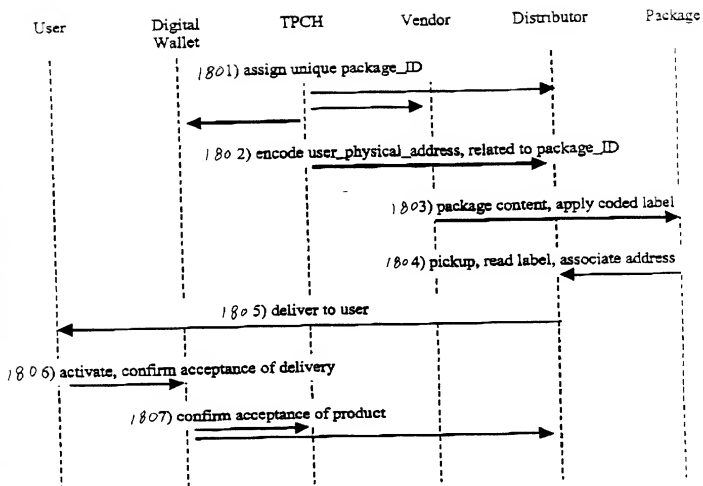 User Digital TPCH Vendor Distributor Package
Wallet
1801) assign unique package_ID
1802) encode user_physical_address, related to package_ID
1803) package content, apply coded label
1804) pickup, read label, associate address
1805) deliver to user
1806) activate, confirm acceptance of delivery
1807) confirm acceptance of product